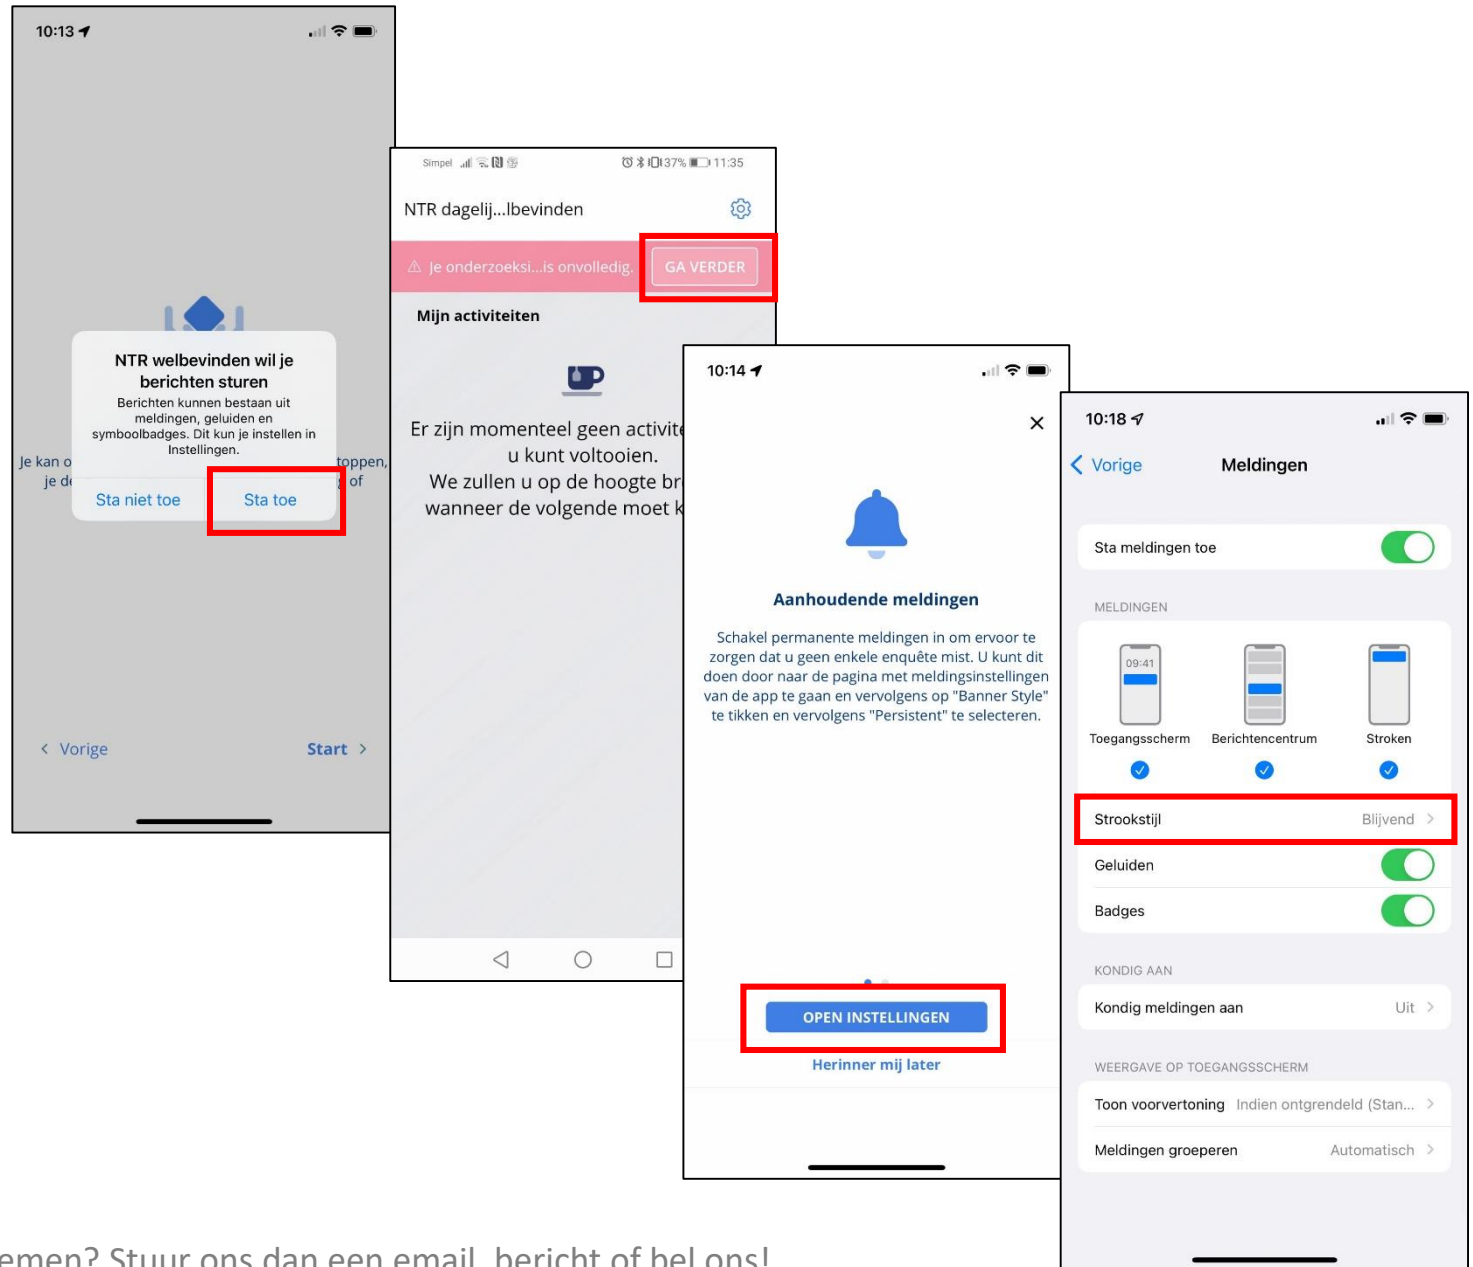 10:13
NTR welbevinden wil je
berichten sturen
Berichten kunnen bestaan uit
meldingen, geluiden en
symboolbadges. Dit kun je instellen in
Instellingen.
Je kan o
toppen,
je de
of
Sta niet toe
Sta toe
< Vorige
Start >
Simpel
37%
11:35
NTR dagelij...lbevinden
Je onderzoeksi...is onvolledig.
GA VERDER
Mijn activiteiten
Er zijn momenteel geen activite
u kunt voltooien.
We zullen u op de hoogte br
wanneer de volgende moet k
10:14
Aanhoudende meldingen
Schakel permanente meldingen in om ervoor te
zorgen dat u geen enkele enquête mist. U kunt dit
doen door naar de pagina met meldingsinstellingen
van de app te gaan en vervolgens op "Banner Style"
te tikken en vervolgens "Persistent" te selecteren.
OPEN INSTELLINGEN
Herinner mij later
10:18
Vorige
Meldingen
Sta meldingen toe
MELDINGEN
09:41
Toegangsscherm
Berichtencentrum
Stroken
Strookstijl
Blijvend >
Geluiden
Badges
KONDIG AAN
Kondig meldingen aan
Uit >
WEERGAVE OP TOEGANGSSCHERM
Toon voorvertoning
Indien ontgrendeld (Stan... >
Meldingen groeperen
Automatisch >
emen? Stuur ons dan een email, bericht of bel ons!